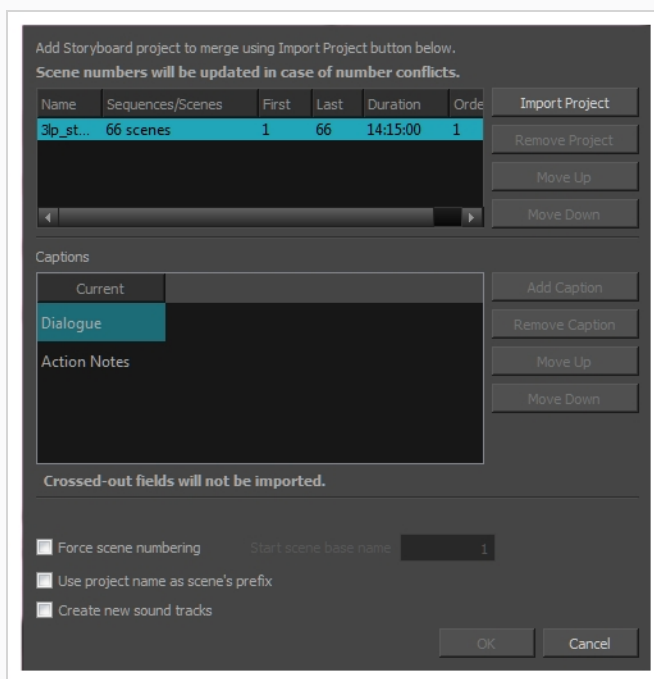 Add Storyboard project to merge using Import Project button below.
Scene numbers will be updated in case of number conflicts.
Name Sequences/Scenes First Last Duration Orde
3lp_st... 66 scenes 1 66 14:15:00 1
Import Project
Remove Project
Move Up
Move Down
Captions
Current
Dialogue
Action Notes
Add Caption
Remove Caption
Move Up
Move Down
Crossed-out fields will not be imported.
Force scene numbering Start scene base name 1
Use project name as scene's prefix
Create new sound tracks
OK Cancel